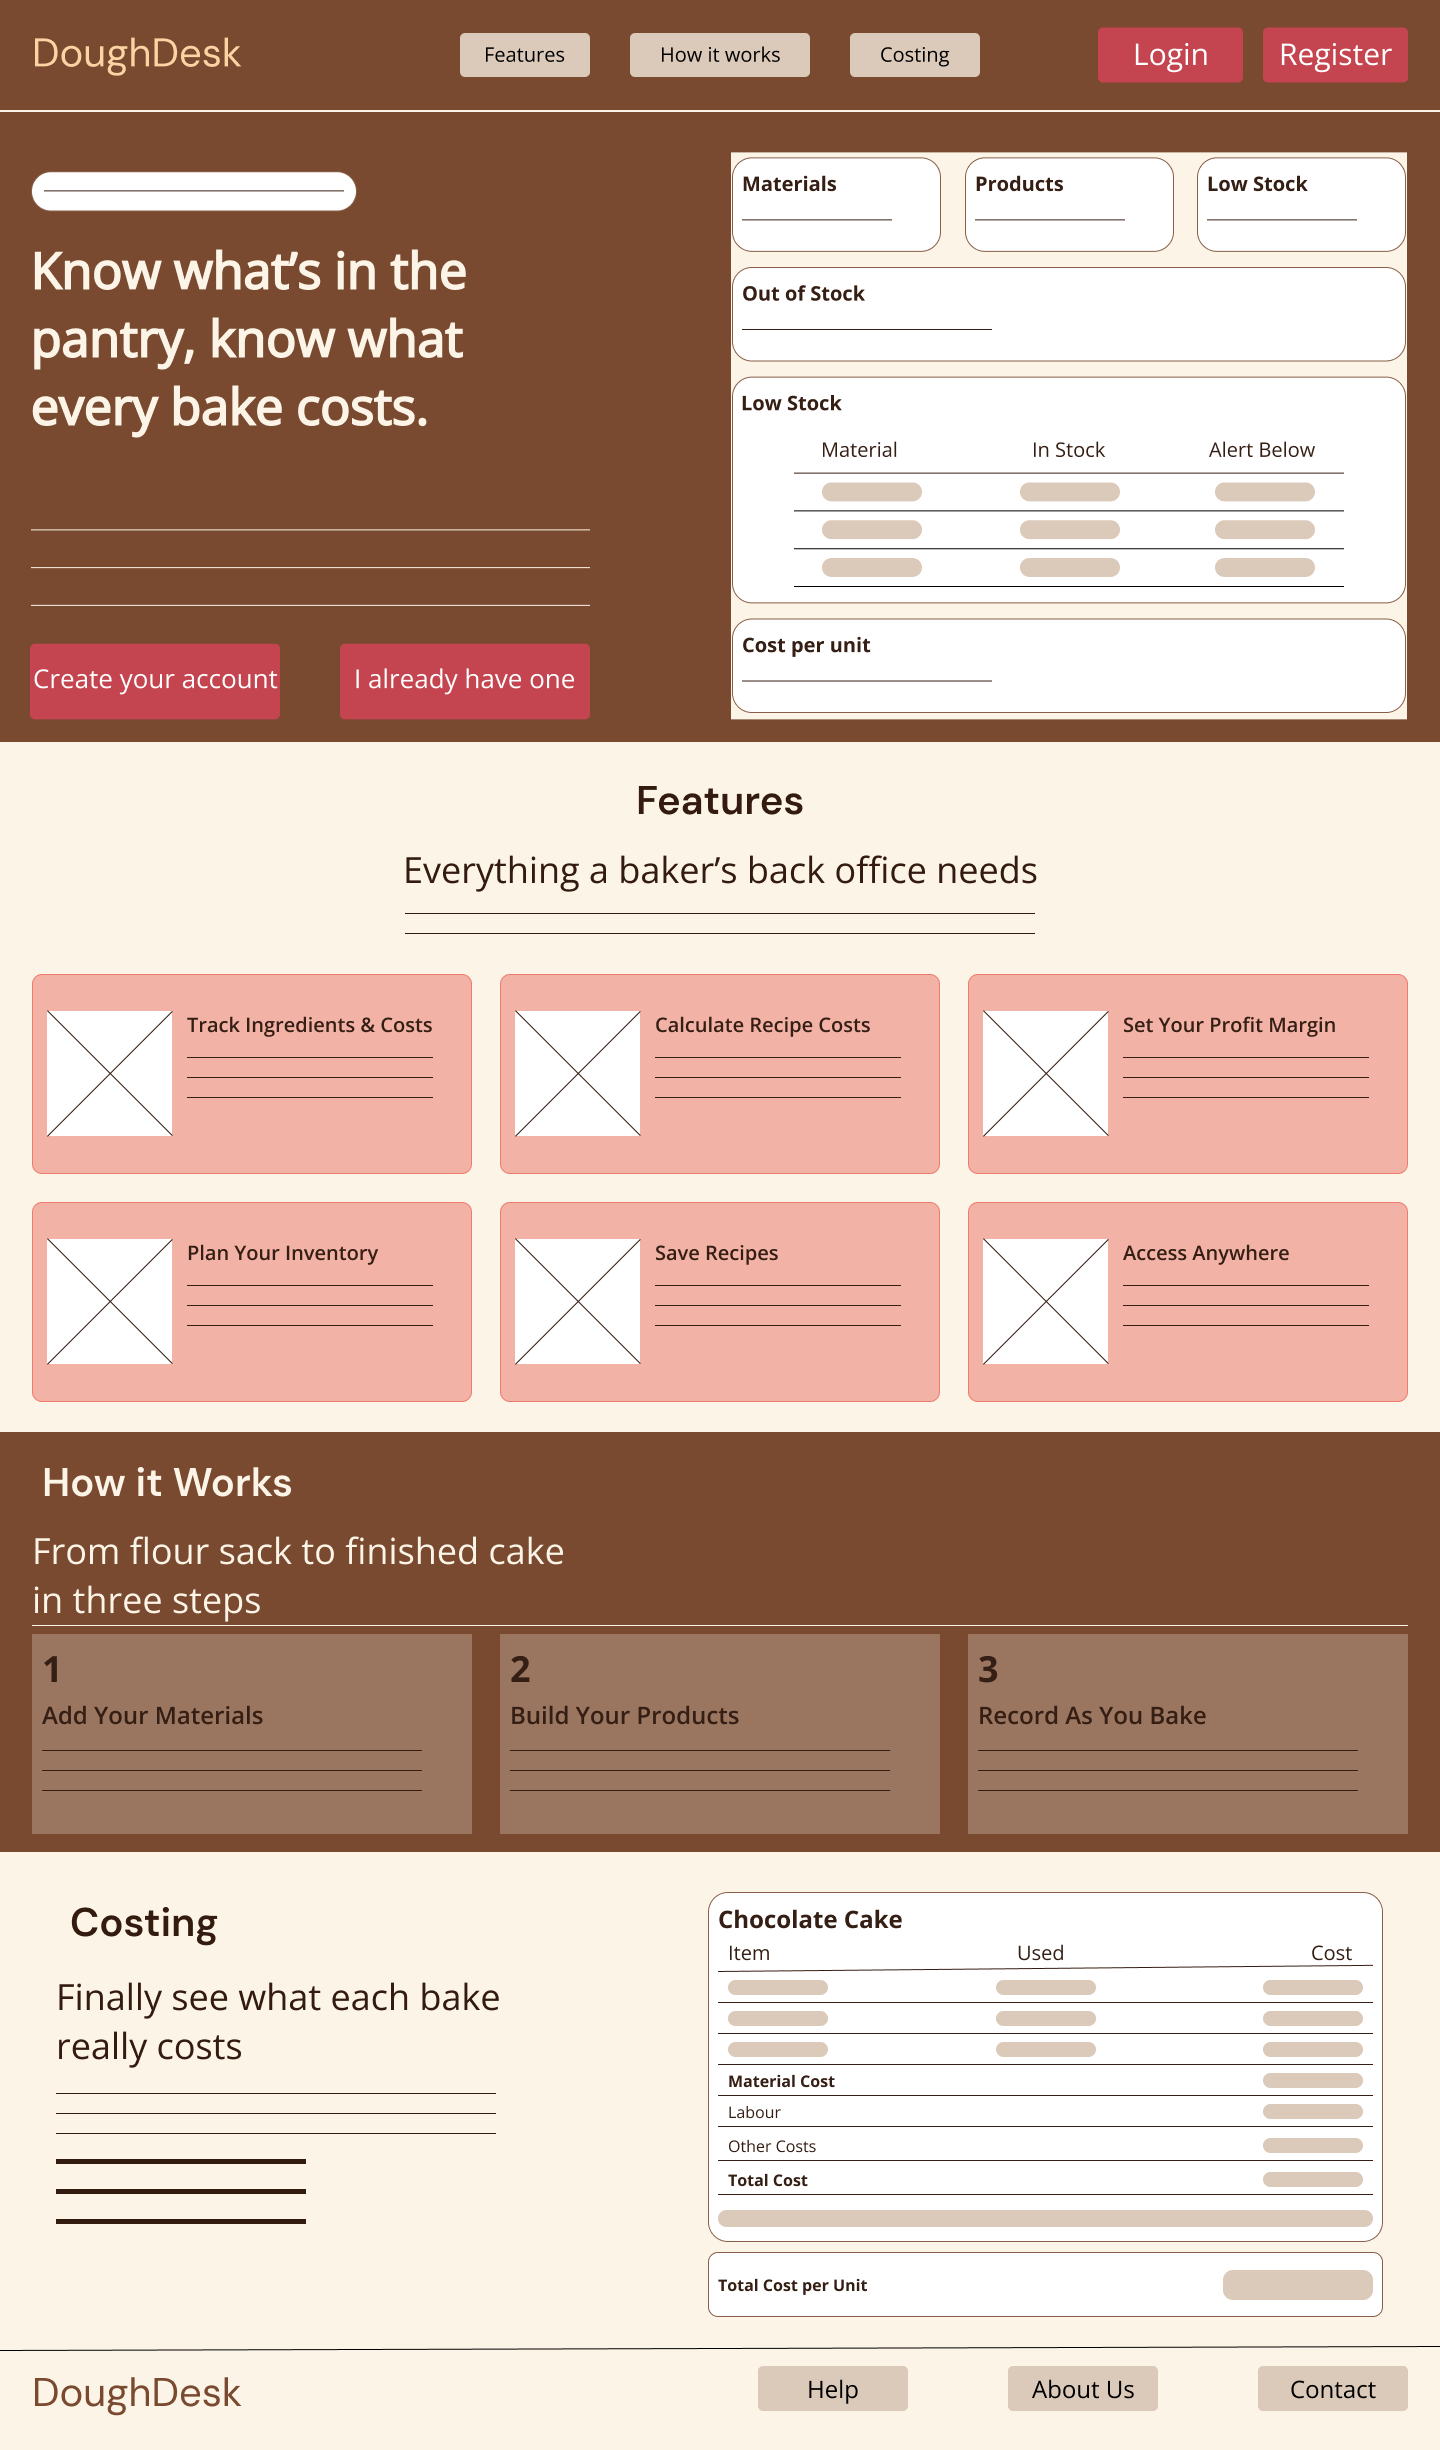 DoughDesk
Features
How it works
Costing
Login
Register
Know what’s in the
pantry, know what
every bake costs.
Create your account
I already have one
Materials
Products
Low Stock
Out of Stock
Low Stock
Material
In Stock
Alert Below
Cost per unit
Features
Everything a baker’s back office needs
Track Ingredients & Costs
Calculate Recipe Costs
Set Your Profit Margin
Plan Your Inventory
Save Recipes
Access Anywhere
How it Works
From flour sack to finished cake
in three steps
1
Add Your Materials
2
Build Your Products
3
Record As You Bake
Costing
Finally see what each bake
really costs
Chocolate Cake
Item
Used
Cost
Material Cost
Labour
Other Costs
Total Cost
Total Cost per Unit
DoughDesk
Help
About Us
Contact